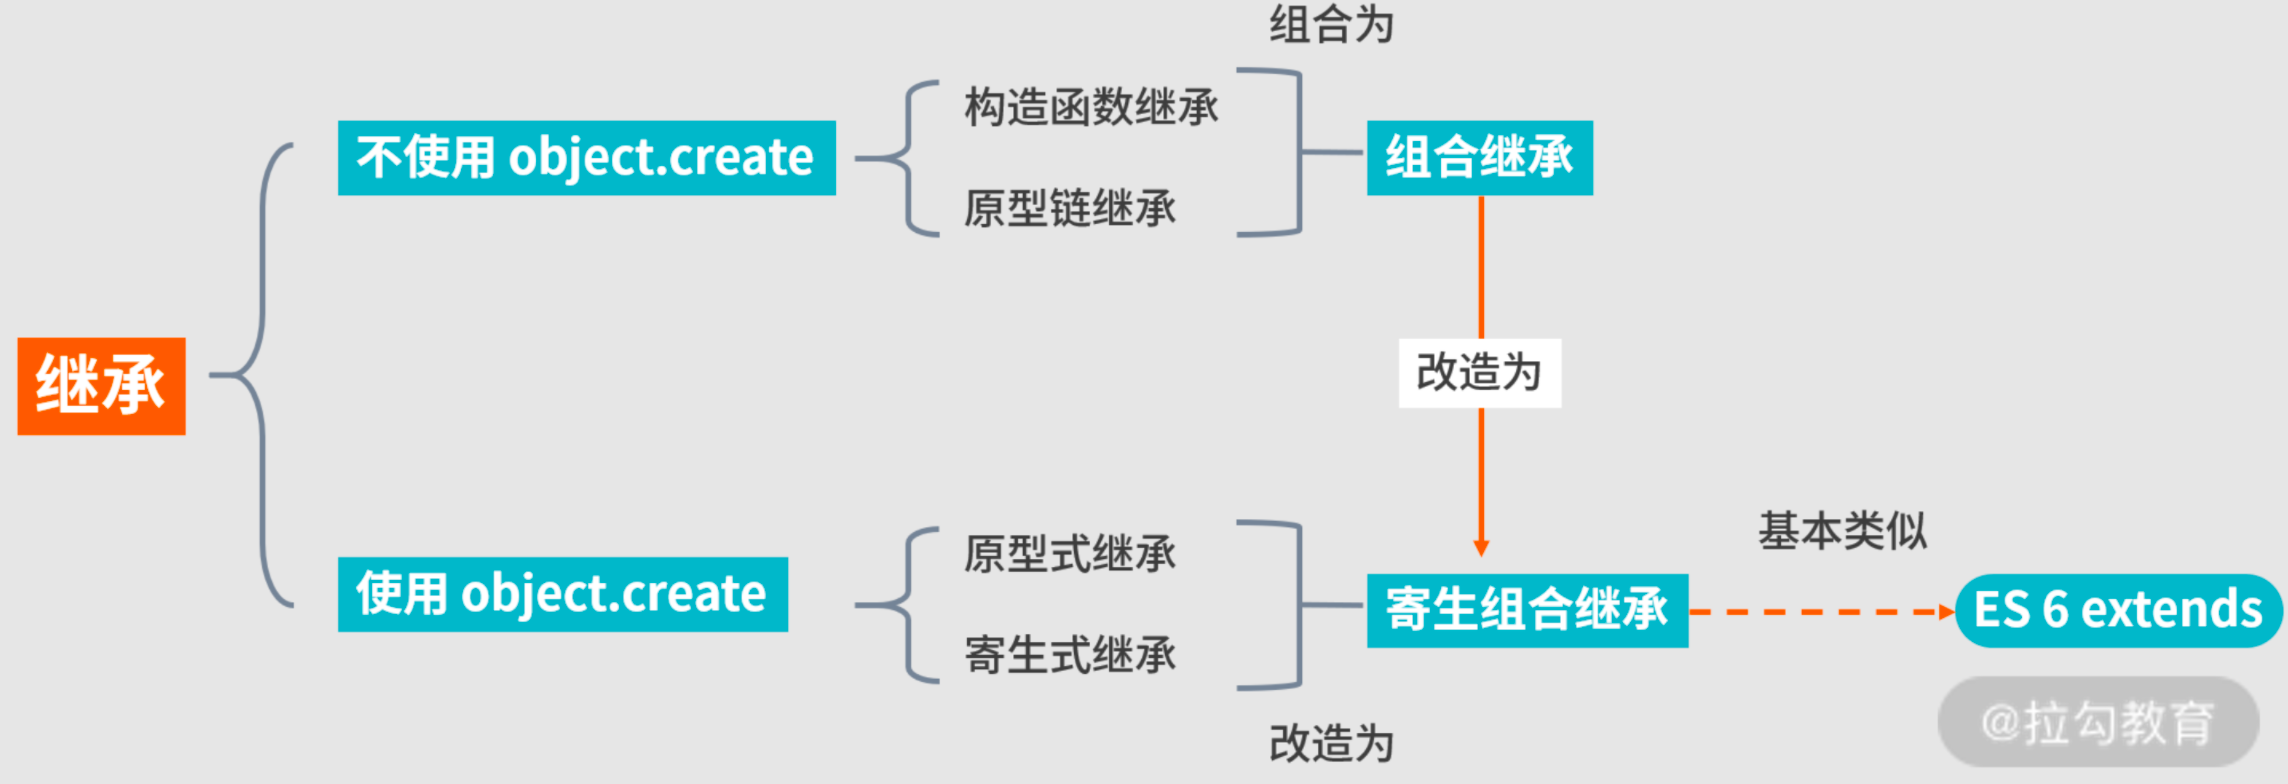 组合为
构造函数继承
不使用 object.create
组合继承
原型链继承
继承
改造为
基本类似
原型式继承
使用 object.create
寄生组合继承
ES 6 extends
寄生式继承
改造为
@拉勾教育